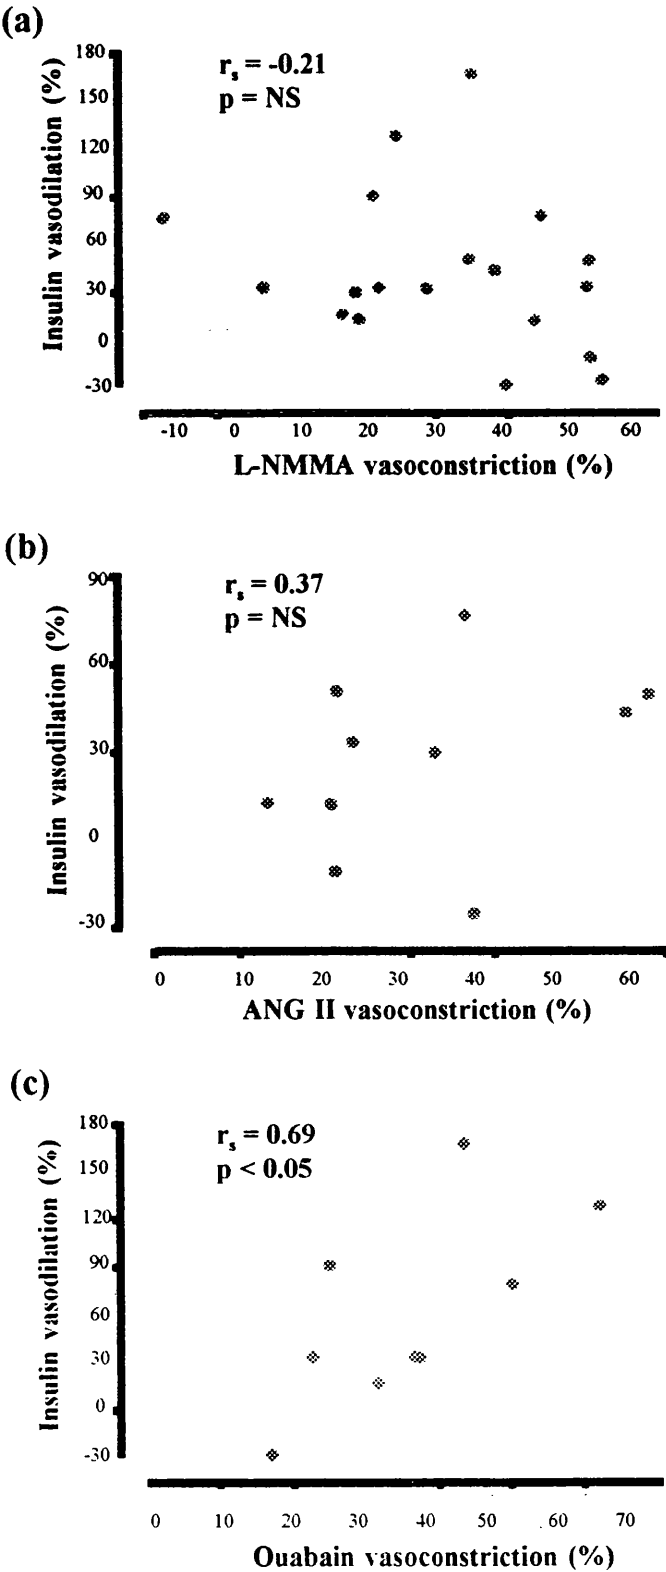 (a)
r_s = -0.21
p = NS
Insulin vasodilation (%)
180
150
120
90
60
30
0
-30
-10 0 10 20 30 40 50 60
L-NMMA vasoconstriction (%)
(b)
r_s = 0.37
p = NS
Insulin vasodilation (%)
90
60
30
0
-30
0 10 20 30 40 50 60
ANG II vasoconstriction (%)
(c)
r_s = 0.69
p < 0.05
Insulin vasodilation (%)
180
150
120
90
60
30
0
-30
0 10 20 30 40 50 60 70
Ouabain vasoconstriction (%)